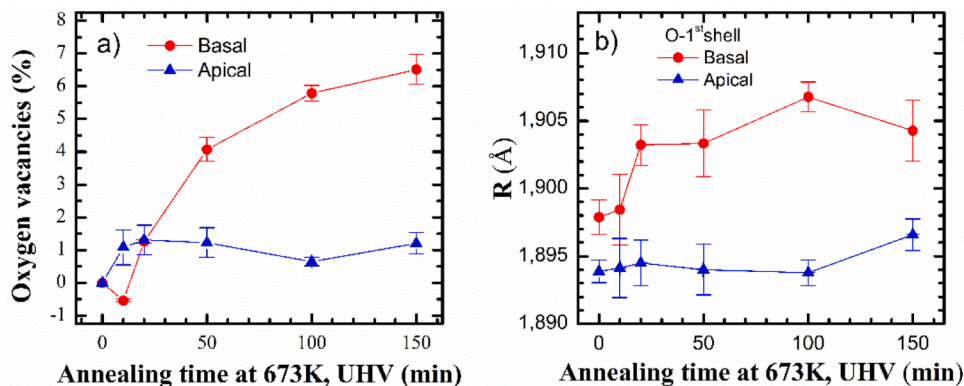 a)
Basal
Apical
Oxygen vacancies (%)
8
7
6
5
4
3
2
1
0
-1
0
50
100
150
Annealing time at 673K, UHV (min)
b)
O-1st shell
Basal
Apical
R (Å)
1,910
1,905
1,900
1,895
1,890
0
50
100
150
Annealing time at 673K, UHV (min)